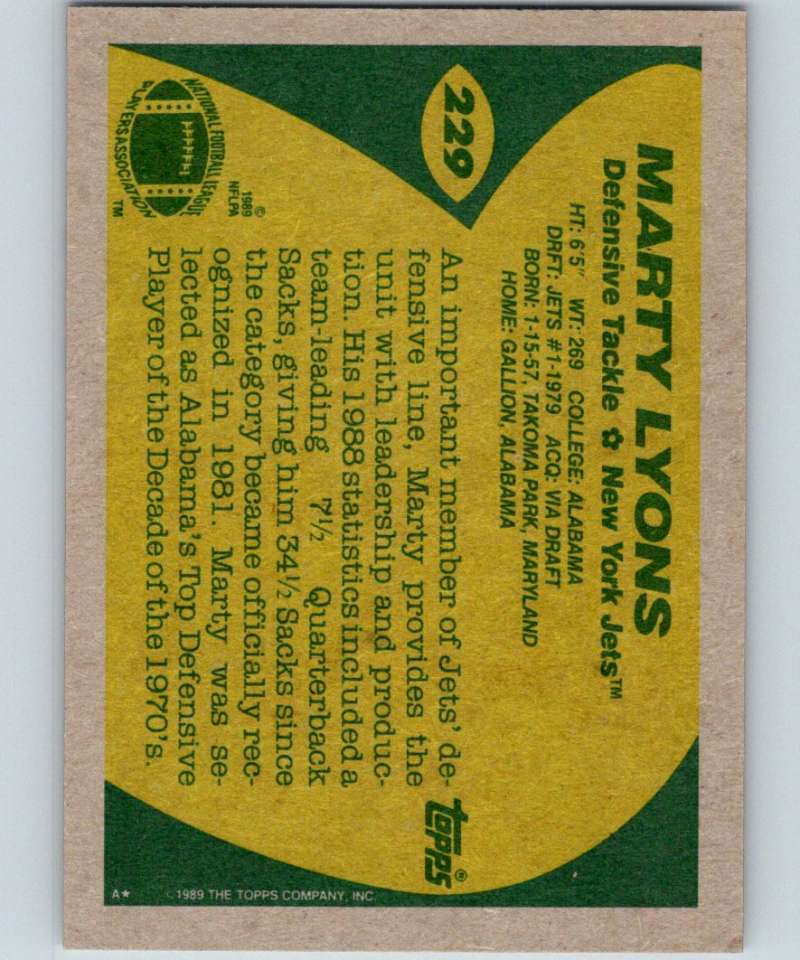 229
MARTY LYONS
Defensive Tackle ✿ New York Jets™
HT: 6'5" WT: 269 COLLEGE: ALABAMA
DRFT: JETS #1-1979 ACQ: VIA DRAFT
BORN: 1-15-57, TAKOMA PARK, MARYLAND
HOME: GALLION, ALABAMA
An important member of Jets' de-
fensive line, Marty provides the
unit with leadership and produc-
tion. His 1988 statistics included a
team-leading 7½ Quarterback
Sacks, giving him 34½ Sacks since
the category became officially rec-
ognized in 1981. Marty was se-
lected as Alabama's Top Defensive
Player of the Decade of the 1970's.
NATIONAL FOOTBALL LEAGUE
PLAYERS ASSOCIATION
TM
©
1989
NFLPA
topps®
A★ 1989 THE TOPPS COMPANY, INC.